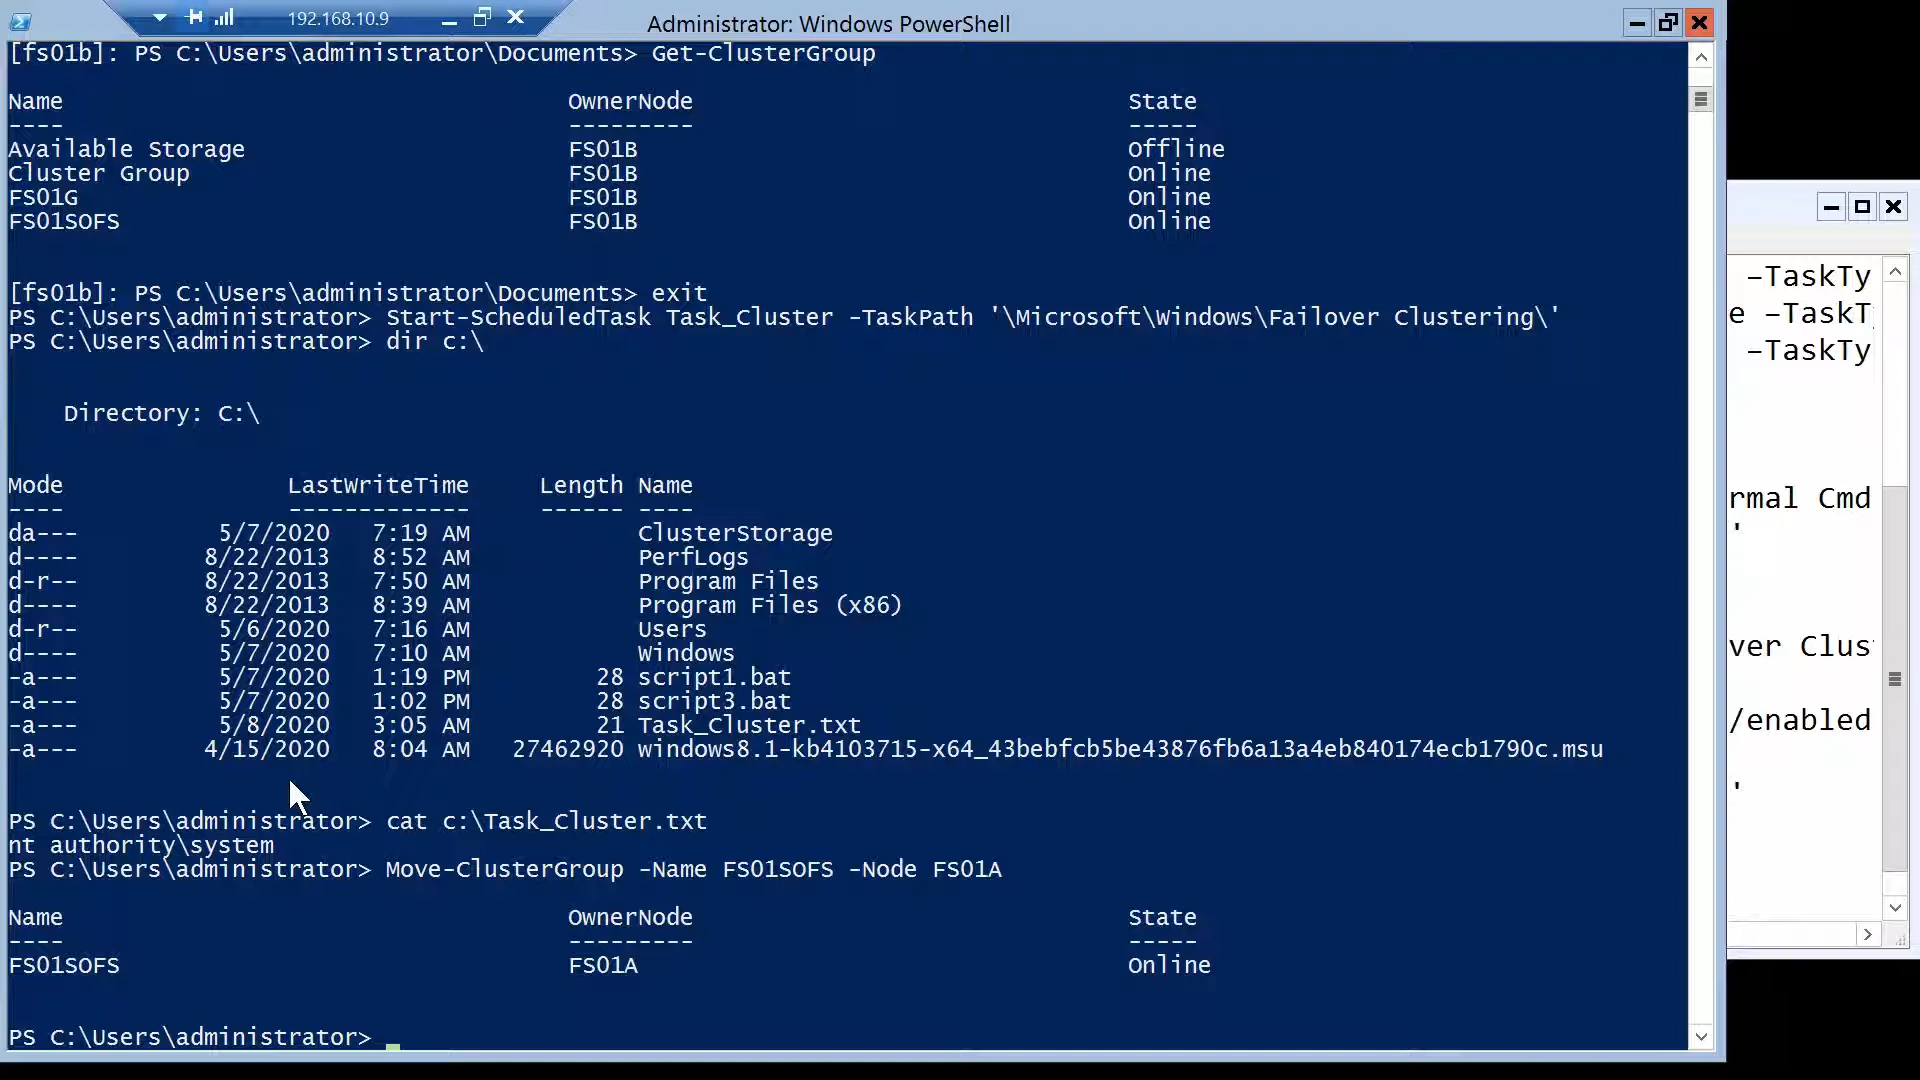 192.168.10.9
Administrator: Windows PowerShell
[fs01b]: PS C:\Users\administrator\Documents> Get-ClusterGroup
Name OwnerNode State
---- --------- -----
Available Storage FS01B Offline
Cluster Group FS01B Online
FS01G FS01B Online
FS01SOFS FS01B Online
[fs01b]: PS C:\Users\administrator\Documents> exit
PS C:\Users\administrator> Start-ScheduledTask Task_Cluster -TaskPath '\Microsoft\Windows\Failover Clustering\'
PS C:\Users\administrator> dir c:\
Directory: C:\
Mode LastWriteTime Length Name
---- ------------- ------ ----
da--- 5/7/2020 7:19 AM ClusterStorage
d---- 8/22/2013 8:52 AM PerfLogs
d-r-- 8/22/2013 7:50 AM Program Files
d---- 8/22/2013 8:39 AM Program Files (x86)
d-r-- 5/6/2020 7:16 AM Users
d---- 5/7/2020 7:10 AM Windows
-a--- 5/7/2020 1:19 PM 28 script1.bat
-a--- 5/7/2020 1:02 PM 28 script3.bat
-a--- 5/8/2020 3:05 AM 21 Task_Cluster.txt
-a--- 4/15/2020 8:04 AM 27462920 windows8.1-kb4103715-x64_43bebfcb5be43876fb6a13a4eb840174ecb1790c.msu
PS C:\Users\administrator> cat c:\Task_Cluster.txt
nt authority\system
PS C:\Users\administrator> Move-ClusterGroup -Name FS01SOFS -Node FS01A
Name OwnerNode State
---- --------- -----
FS01SOFS FS01A Online
PS C:\Users\administrator>
-TaskTy
e -TaskT
-TaskTy
rmal Cmd
'
ver Clus
/enabled
'